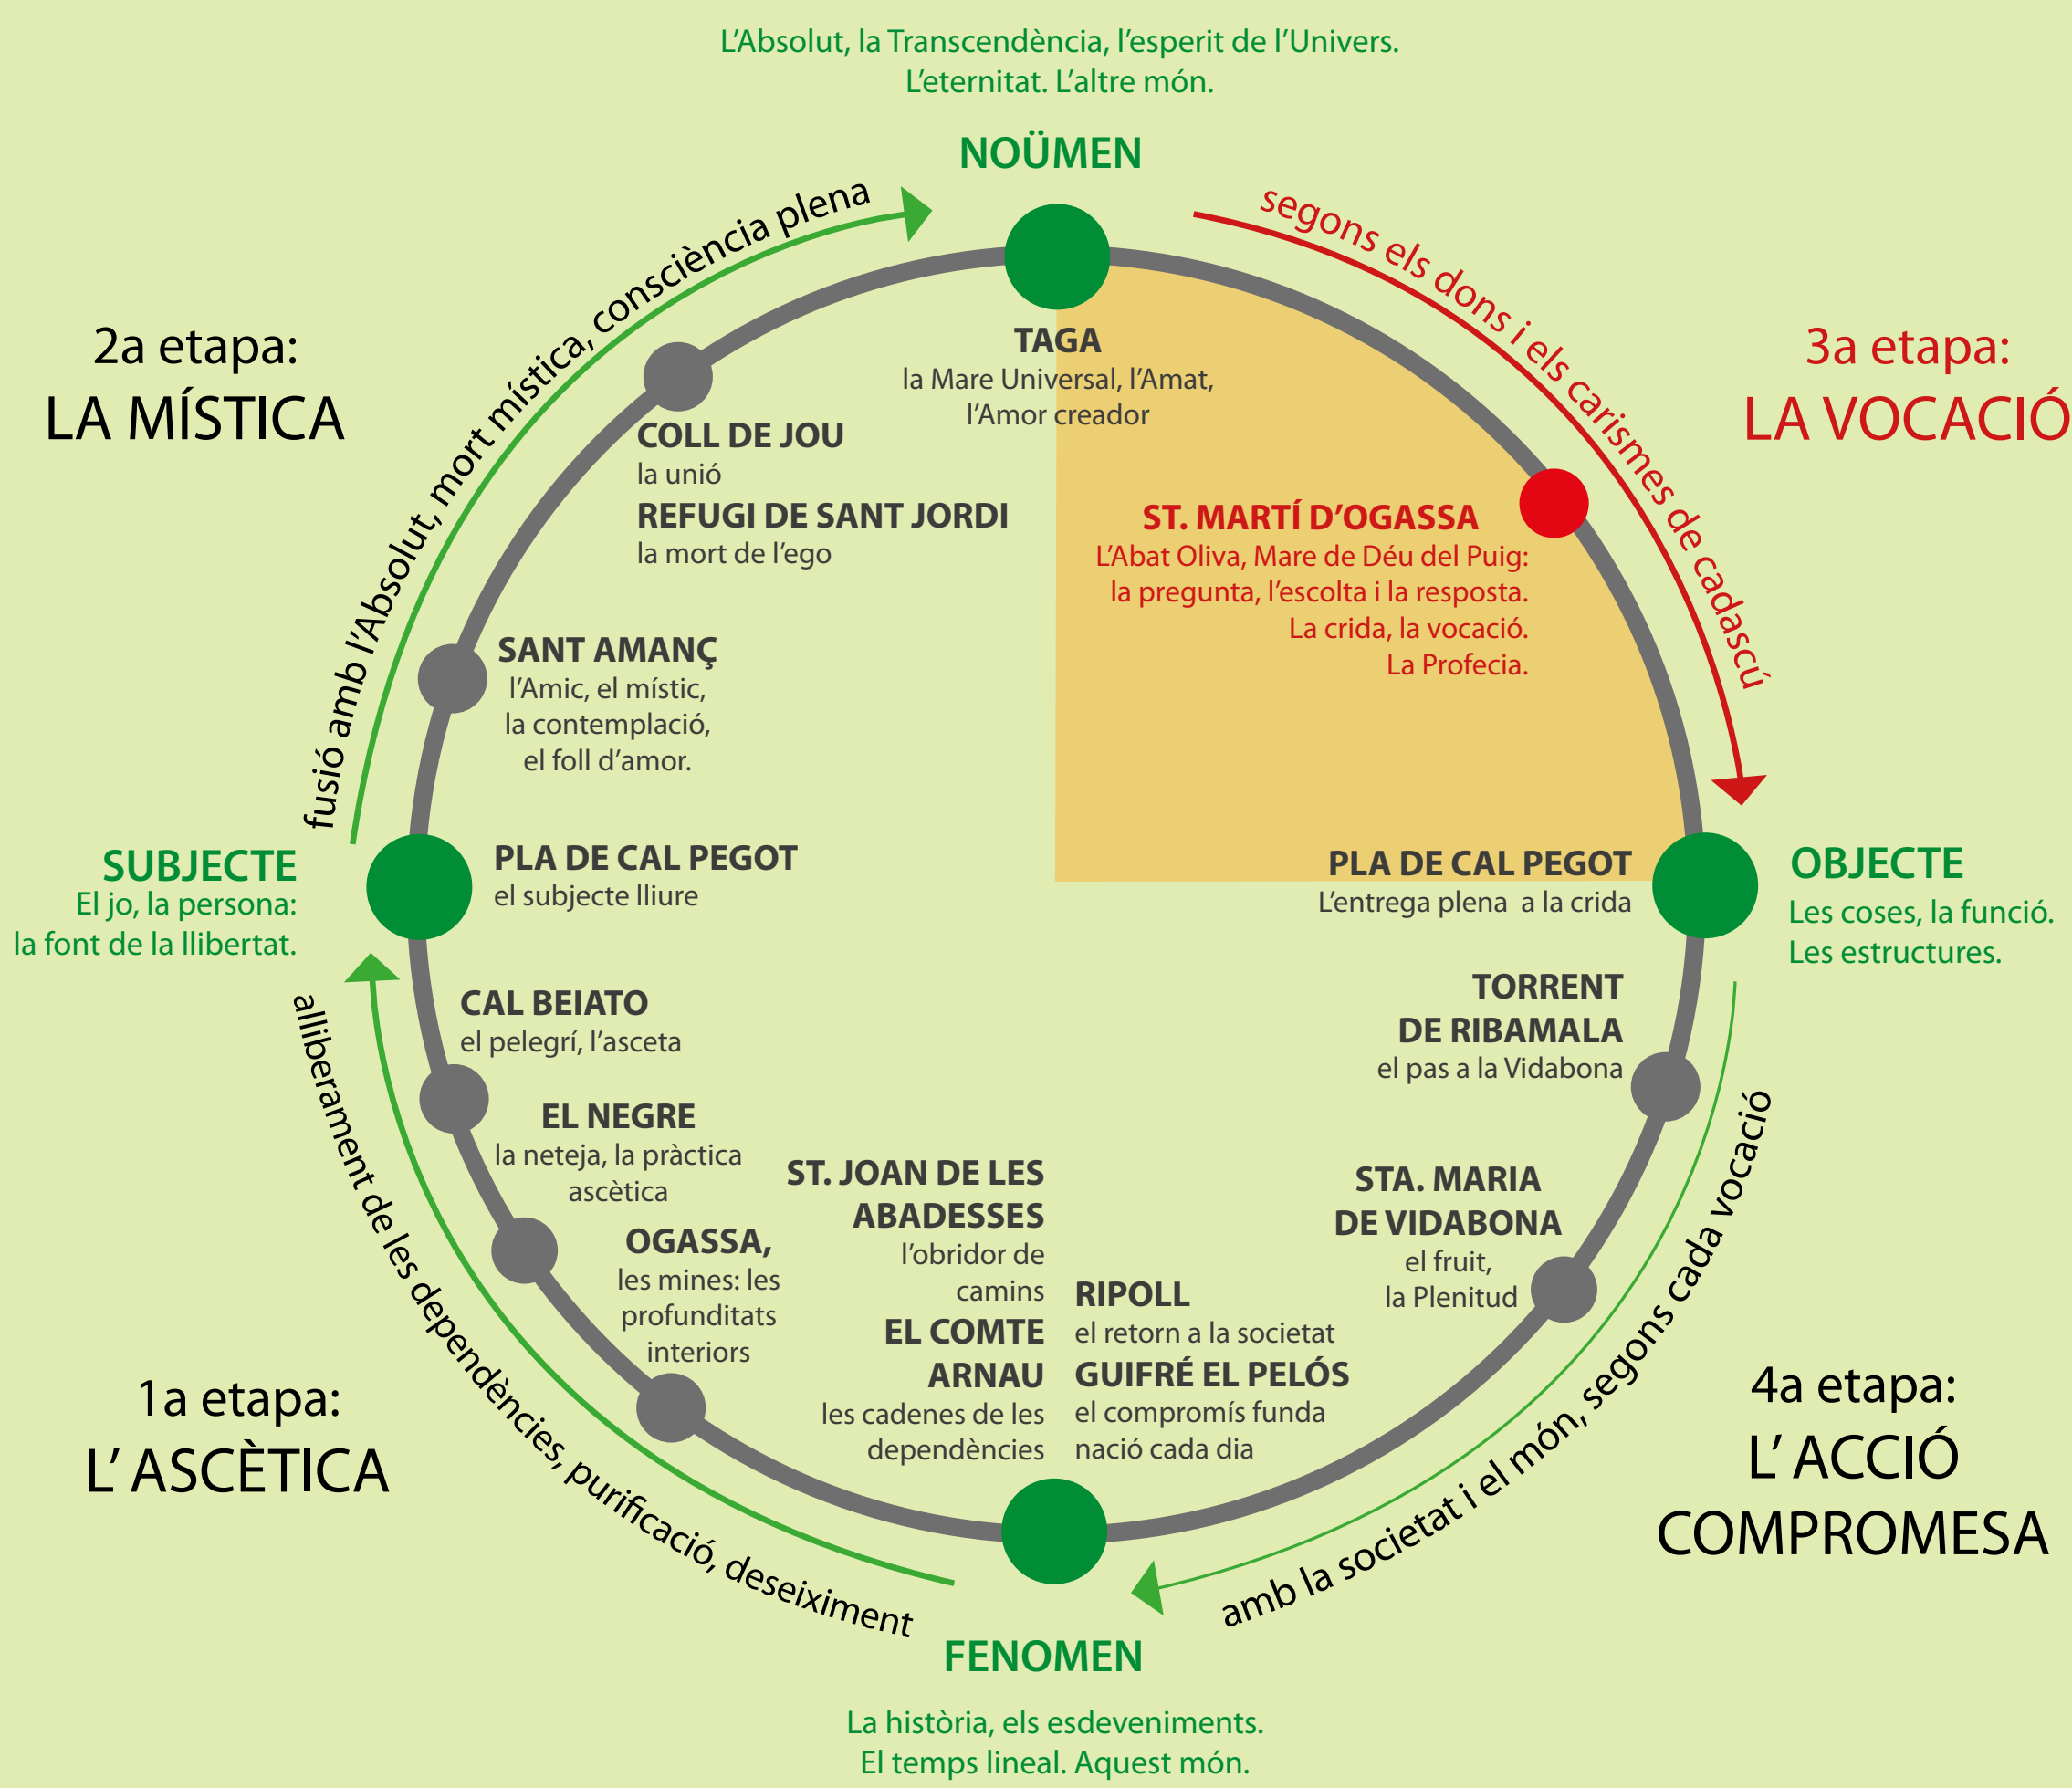 L'Absolut, la Transcendència, l'esperit de l'Univers.
L'eternitat. L'altre món.
NOÜMEN
fusió amb l'Absolut, mort mística, consciència plena
segons els dons i els carismes de cadascú
2a etapa:
LA MÍSTICA
3a etapa:
LA VOCACIÓ
TAGA
la Mare Universal, l'Amat,
l'Amor creador
COLL DE JOU
la unió
REFUGI DE SANT JORDI
la mort de l'ego
ST. MARTÍ D'OGASSA
L'Abat Oliva, Mare de Déu del Puig:
la pregunta, l'escolta i la resposta.
La crida, la vocació.
La Profecia.
SANT AMANÇ
l'Amic, el místic,
la contemplació,
el foll d'amor.
SUBJECTE
El jo, la persona:
la font de la llibertat.
PLA DE CAL PEGOT
el subjecte lliure
PLA DE CAL PEGOT
L'entrega plena  a la crida
OBJECTE
Les coses, la funció.
Les estructures.
CAL BEIATO
el pelegrí, l'asceta
EL NEGRE
la neteja, la pràctica
ascètica
OGASSA,
les mines: les
profunditats
interiors
ST. JOAN DE LES
ABADESSES
l'obridor de
camins
EL COMTE
ARNAU
les cadenes de les
dependències
RIPOLL
el retorn a la societat
GUIFRÉ EL PELÓS
el compromís funda
nació cada dia
TORRENT
DE RIBAMALA
el pas a la Vidabona
STA. MARIA
DE VIDABONA
el fruit,
la Plenitud
1a etapa:
L' ASCÈTICA
4a etapa:
L' ACCIÓ
COMPROMESA
alliberament de les dependències, purificació, deseiximent
amb la societat i el món, segons cada vocació
FENOMEN
La història, els esdeveniments.
El temps lineal. Aquest món.